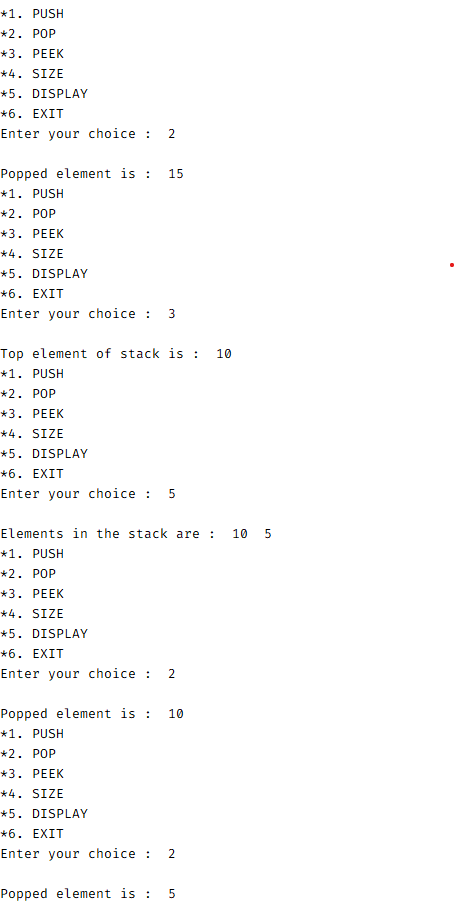 *1. PUSH
*2. POP
*3. PEEK
*4. SIZE
*5. DISPLAY
*6. EXIT
Enter your choice :  2
Popped element is :  15
*1. PUSH
*2. POP
*3. PEEK
*4. SIZE
*5. DISPLAY
*6. EXIT
Enter your choice :  3
Top element of stack is :  10
*1. PUSH
*2. POP
*3. PEEK
*4. SIZE
*5. DISPLAY
*6. EXIT
Enter your choice :  5
Elements in the stack are :  10  5
*1. PUSH
*2. POP
*3. PEEK
*4. SIZE
*5. DISPLAY
*6. EXIT
Enter your choice :  2
Popped element is :  10
*1. PUSH
*2. POP
*3. PEEK
*4. SIZE
*5. DISPLAY
*6. EXIT
Enter your choice :  2
Popped element is :  5